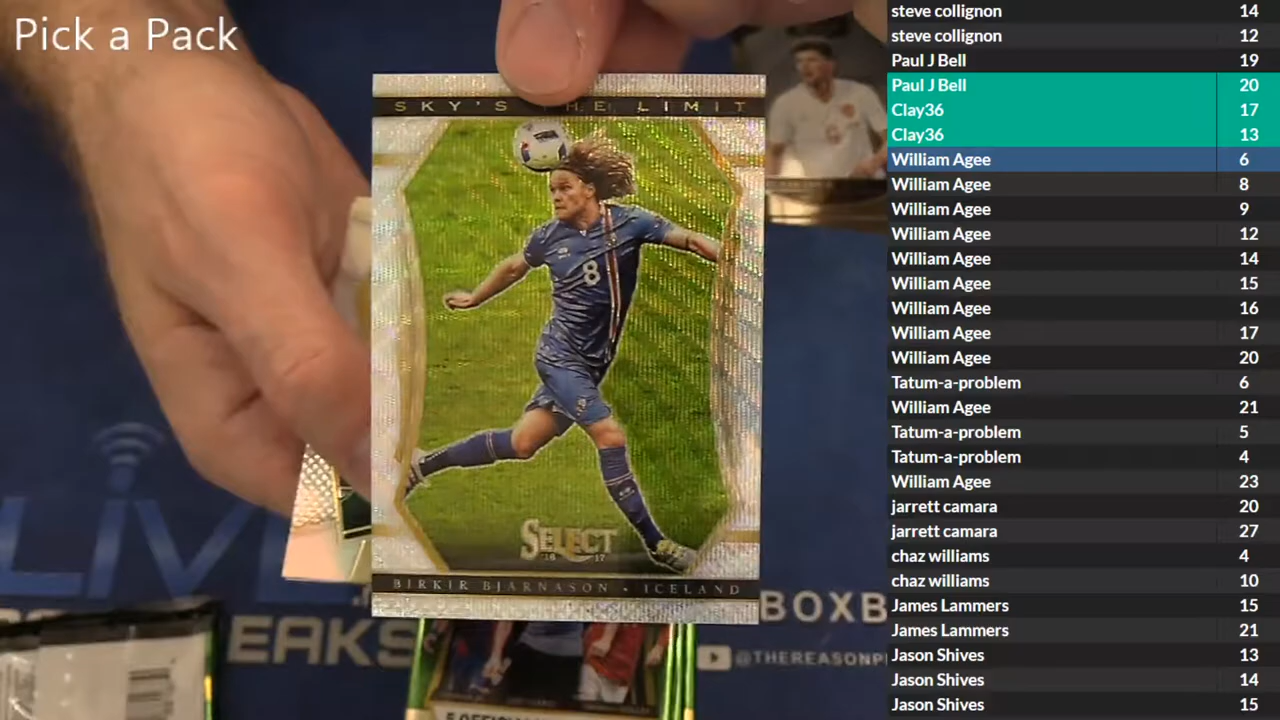 Pick a Pack
SKY'S THE LIMIT
8
SELECT
16 17
BIRKIR BJARNASON • ICELAND
LIVE
EAKS
BOXB
@THEREASONP
steve collignon 14
steve collignon 12
Paul J Bell 19
Paul J Bell 20
Clay36 17
Clay36 13
William Agee 6
William Agee 8
William Agee 9
William Agee 12
William Agee 14
William Agee 15
William Agee 16
William Agee 17
William Agee 20
Tatum-a-problem 6
William Agee 21
Tatum-a-problem 5
Tatum-a-problem 4
William Agee 23
jarrett camara 20
jarrett camara 27
chaz williams 4
chaz williams 10
James Lammers 15
James Lammers 21
Jason Shives 13
Jason Shives 14
Jason Shives 15